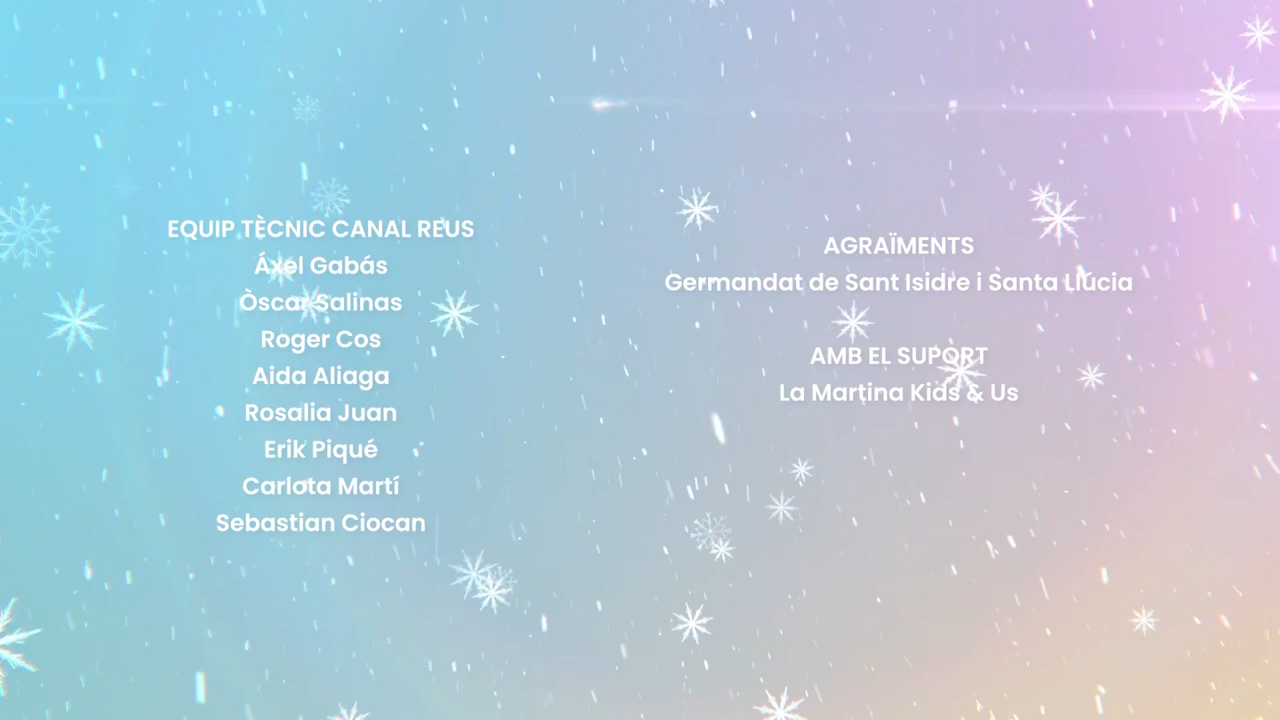 EQUIP TÈCNIC CANAL REUS
Áxel Gabás
Òscar Salinas
Roger Cos
Aida Aliaga
Rosalia Juan
Erik Piqué
Carlota Martí
Sebastian Ciocan
AGRAÏMENTS
Germandat de Sant Isidre i Santa Llúcia
AMB EL SUPORT
La Martina Kids & Us